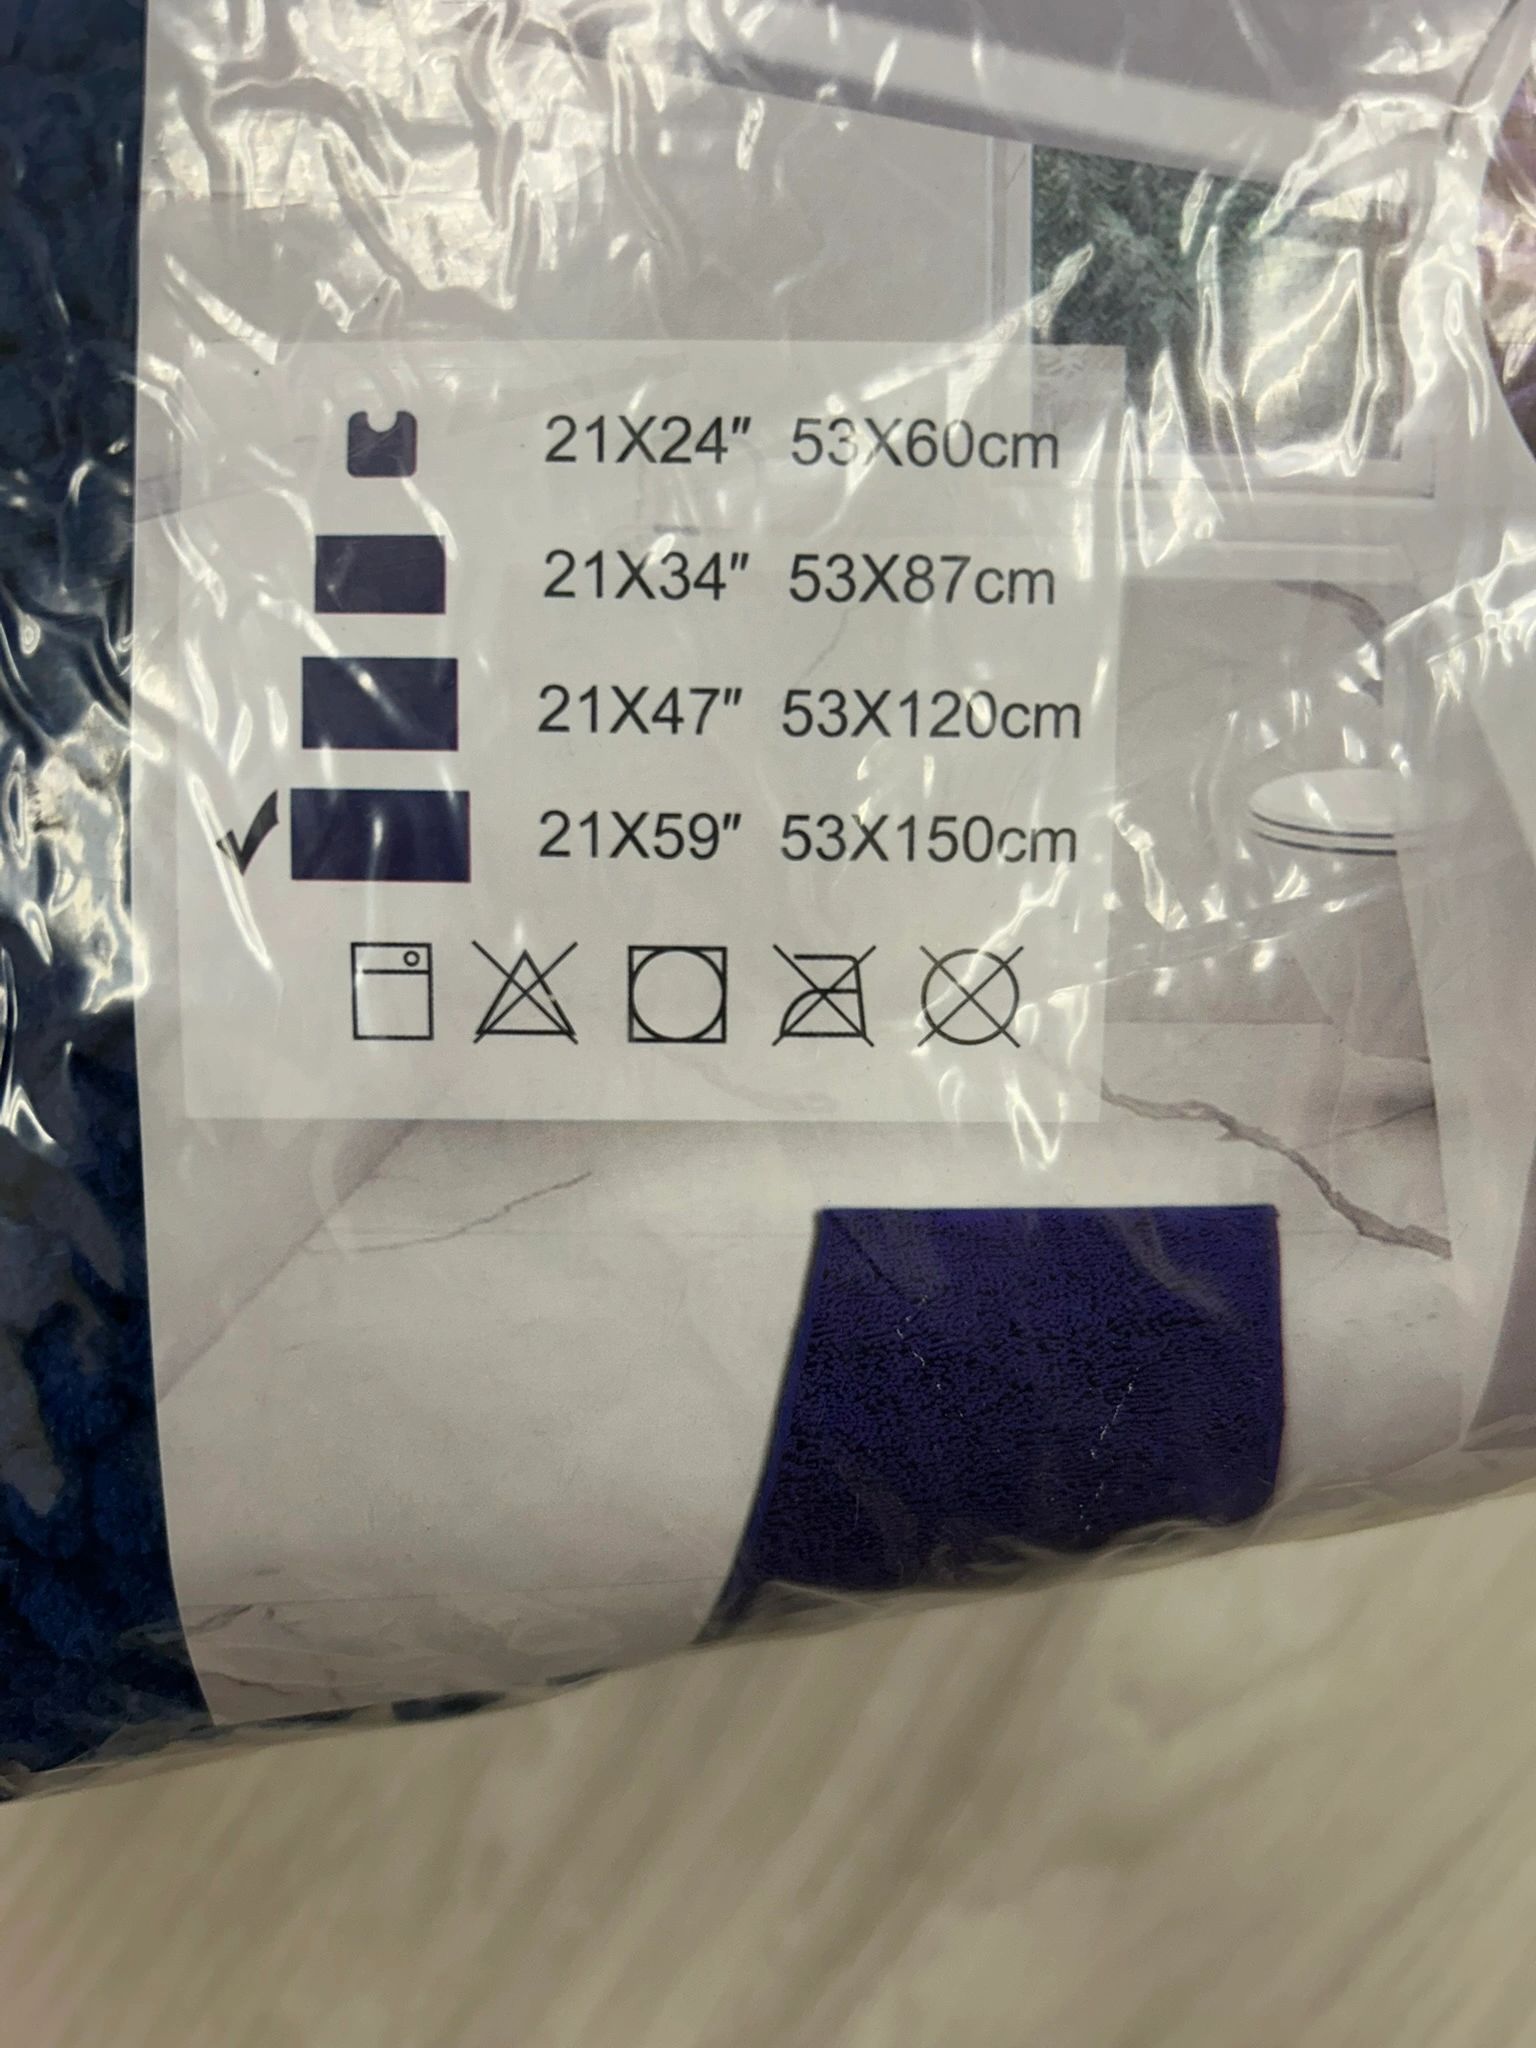 21X24″ 53X60cm
21X34″ 53X87cm
21X47″ 53X120cm
21X59″ 53X150cm